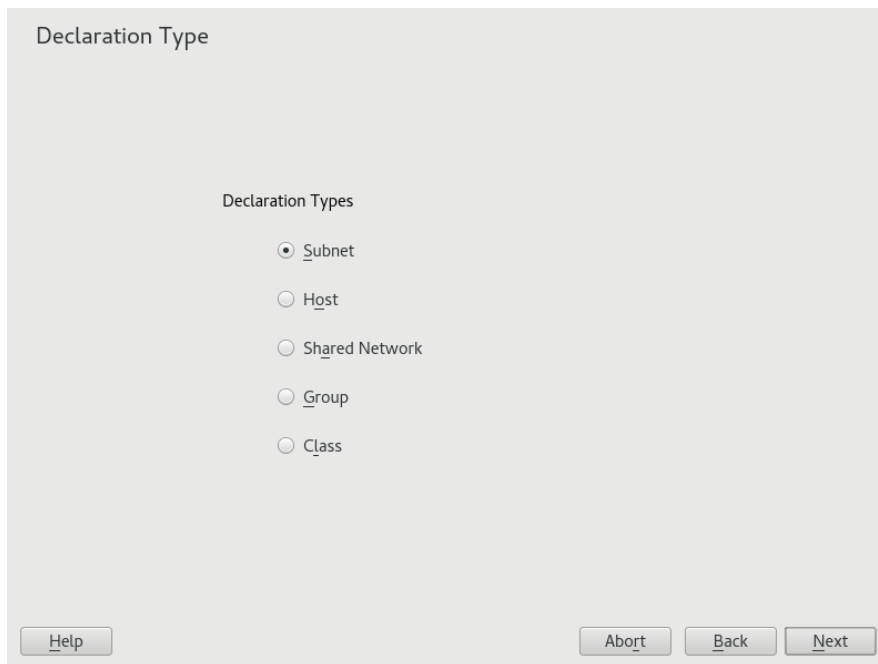 Declaration Type
Declaration Types
Subnet
Host
Shared Network
Group
Class
Help Abort Back Next